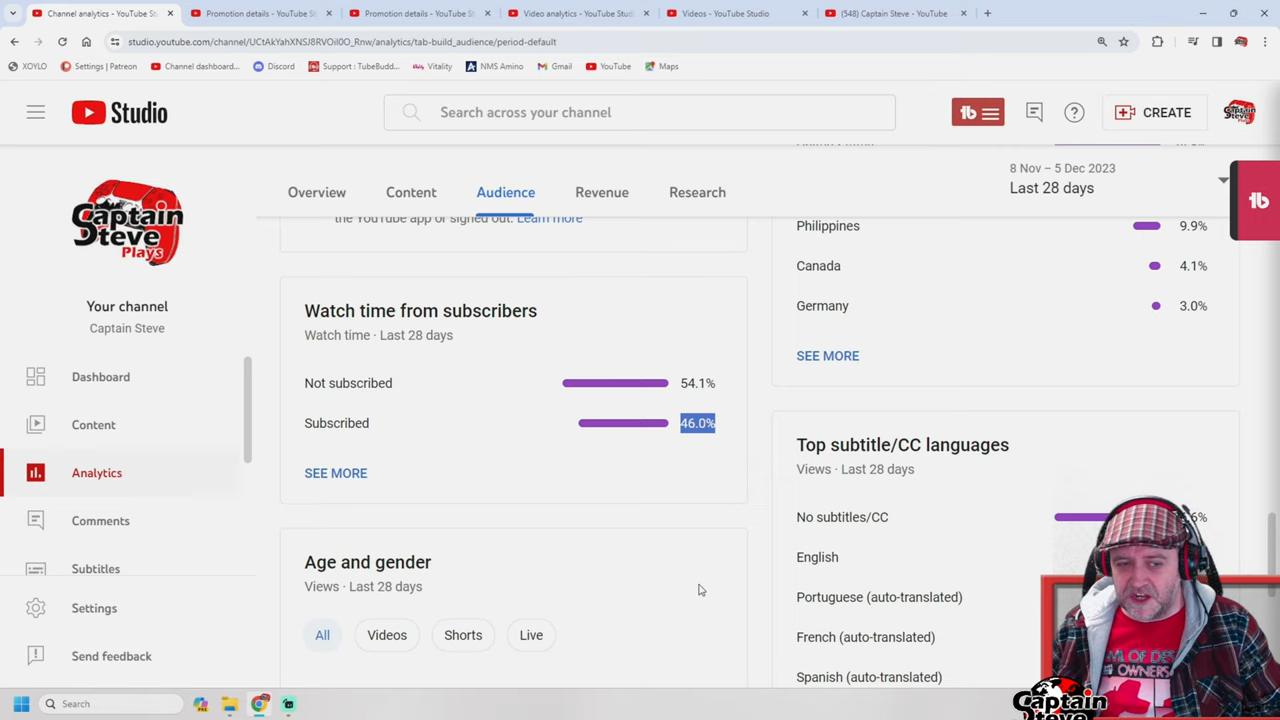 Channel analytics - YouTube St
Promotion details - YouTube St
Promotion details - YouTube St
Video analytics - YouTube Stud
Videos - YouTube Studio
(548) Captain Steve - YouTube
studio.youtube.com/channel/UCtAkYahXNSJ8RVOil0O_Rnw/analytics/tab-build_audience/period-default
XOYLO
Settings | Patreon
Channel dashboard...
Discord
Support : TubeBudd...
Vitality
NMS Amino
Gmail
YouTube
Maps
Studio
Search across your channel
tb
CREATE
Captain
Steve
Plays
Your channel
Captain Steve
Dashboard
Content
Analytics
Comments
Subtitles
Settings
Send feedback
Overview
Content
Audience
Revenue
Research
8 Nov – 5 Dec 2023
Last 28 days
tb
the YouTube app or signed out. Learn more
Watch time from subscribers
Watch time · Last 28 days
Not subscribed 54.1%
Subscribed 46.0%
SEE MORE
Age and gender
Views · Last 28 days
All
Videos
Shorts
Live
Philippines 9.9%
Canada 4.1%
Germany 3.0%
SEE MORE
Top subtitle/CC languages
Views · Last 28 days
No subtitles/CC
English
Portuguese (auto-translated)
French (auto-translated)
Spanish (auto-translated)
OWNERS
Captain
Steve
Search